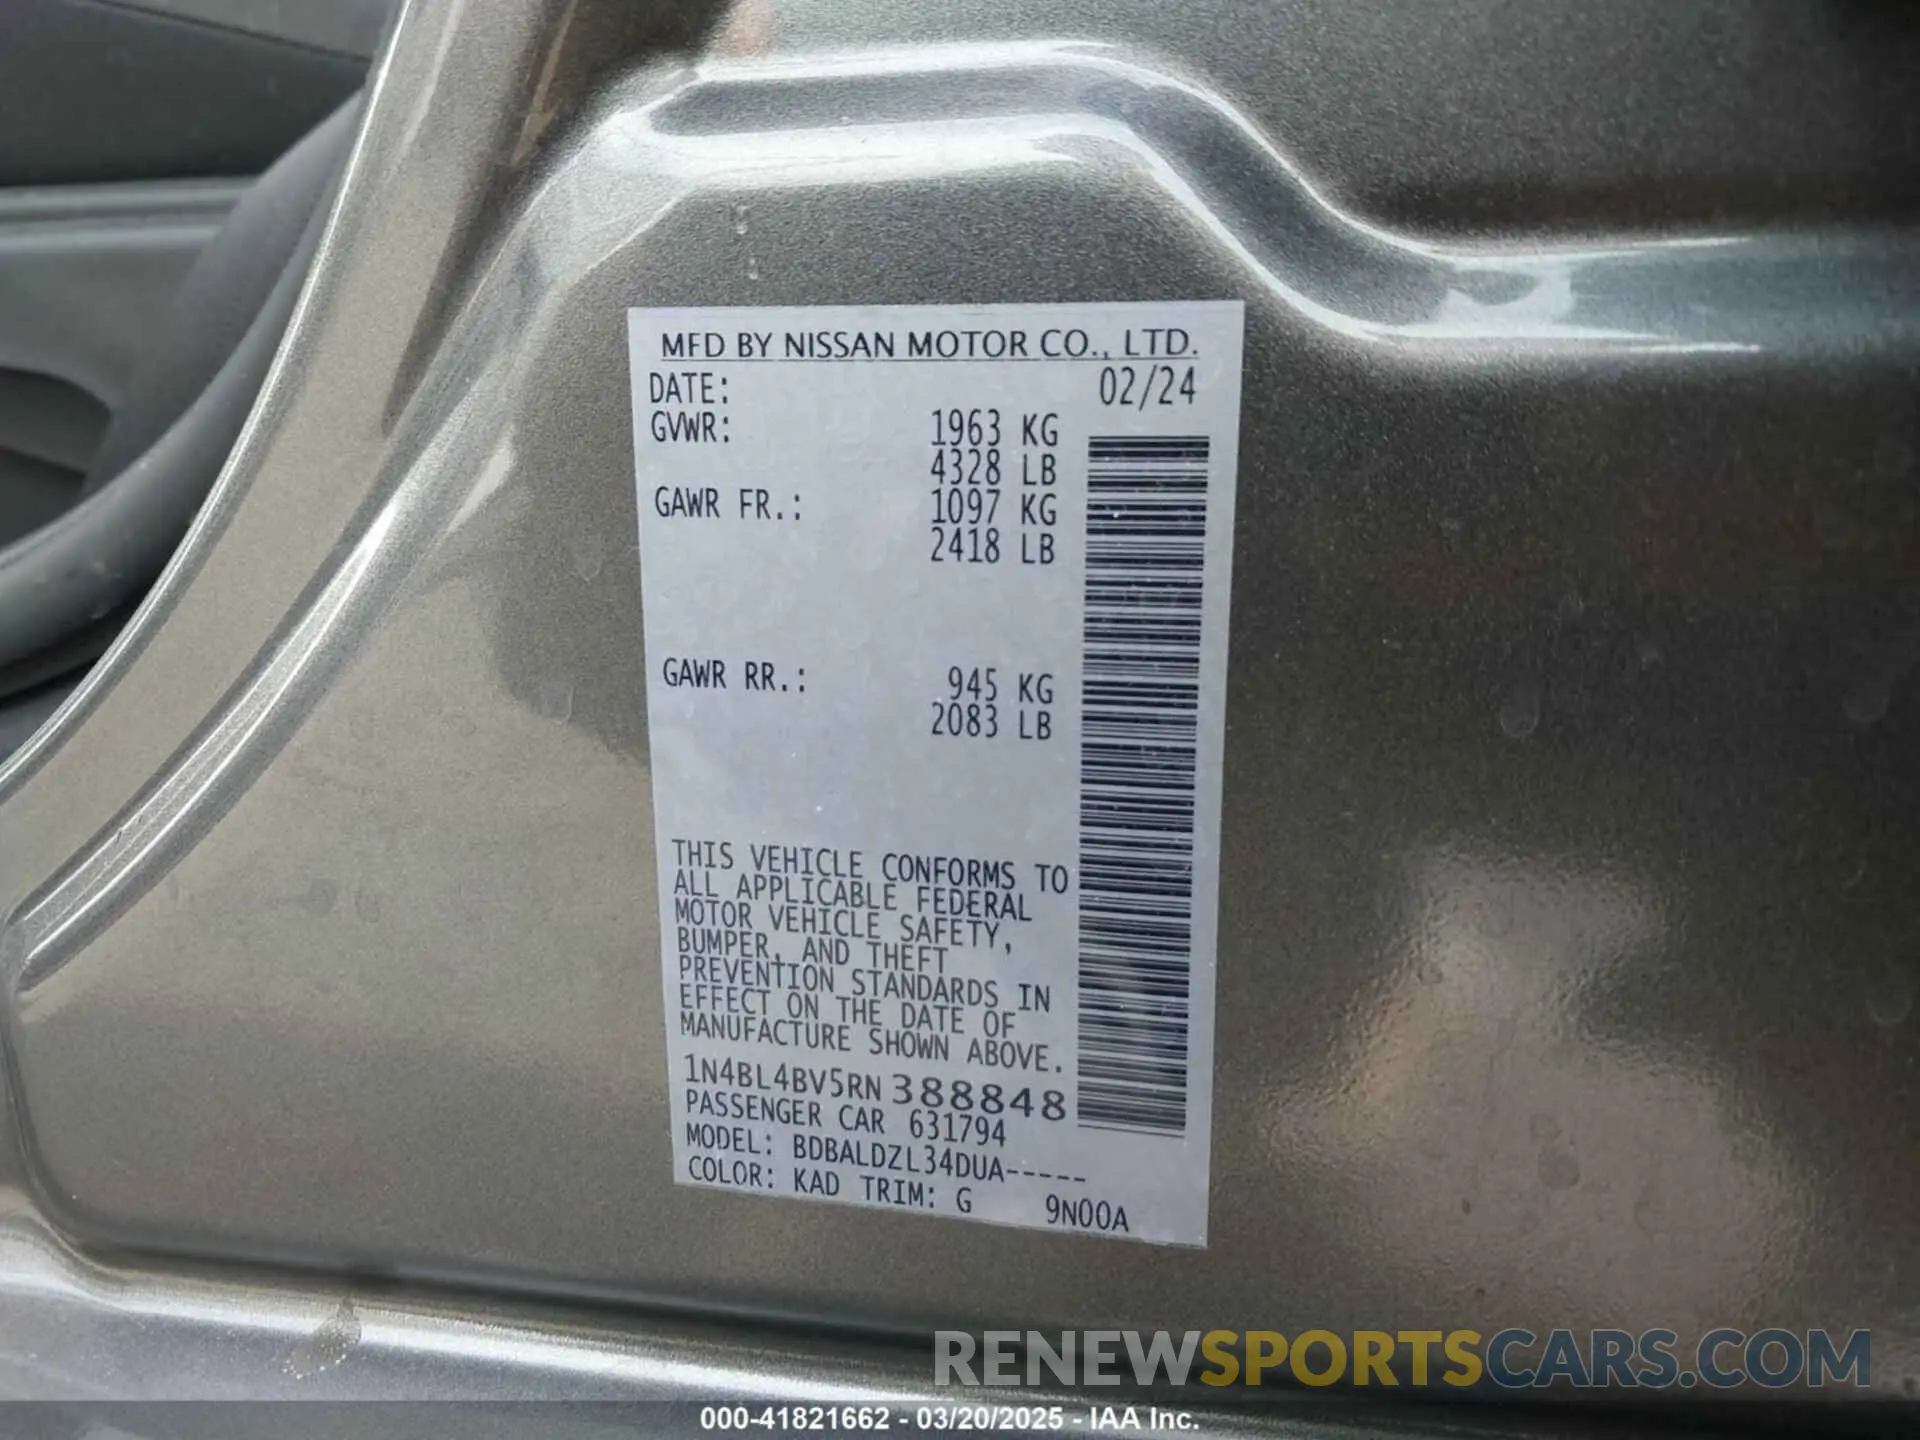 MFD BY NISSAN MOTOR CO., LTD.
DATE: 02/24
GVWR: 1963 KG
4328 LB
GAWR FR.: 1097 KG
2418 LB
GAWR RR.: 945 KG
2083 LB
THIS VEHICLE CONFORMS TO
ALL APPLICABLE FEDERAL
MOTOR VEHICLE SAFETY,
BUMPER, AND THEFT
PREVENTION STANDARDS IN
EFFECT ON THE DATE OF
MANUFACTURE SHOWN ABOVE.
1N4BL4BV5RN388848
PASSENGER CAR 631794
MODEL: BDBALDZL34DUA-----
COLOR: KAD TRIM: G 9N00A
RENEWSPORTSCARS.COM
000-41821662 - 03/20/2025 - IAA Inc.